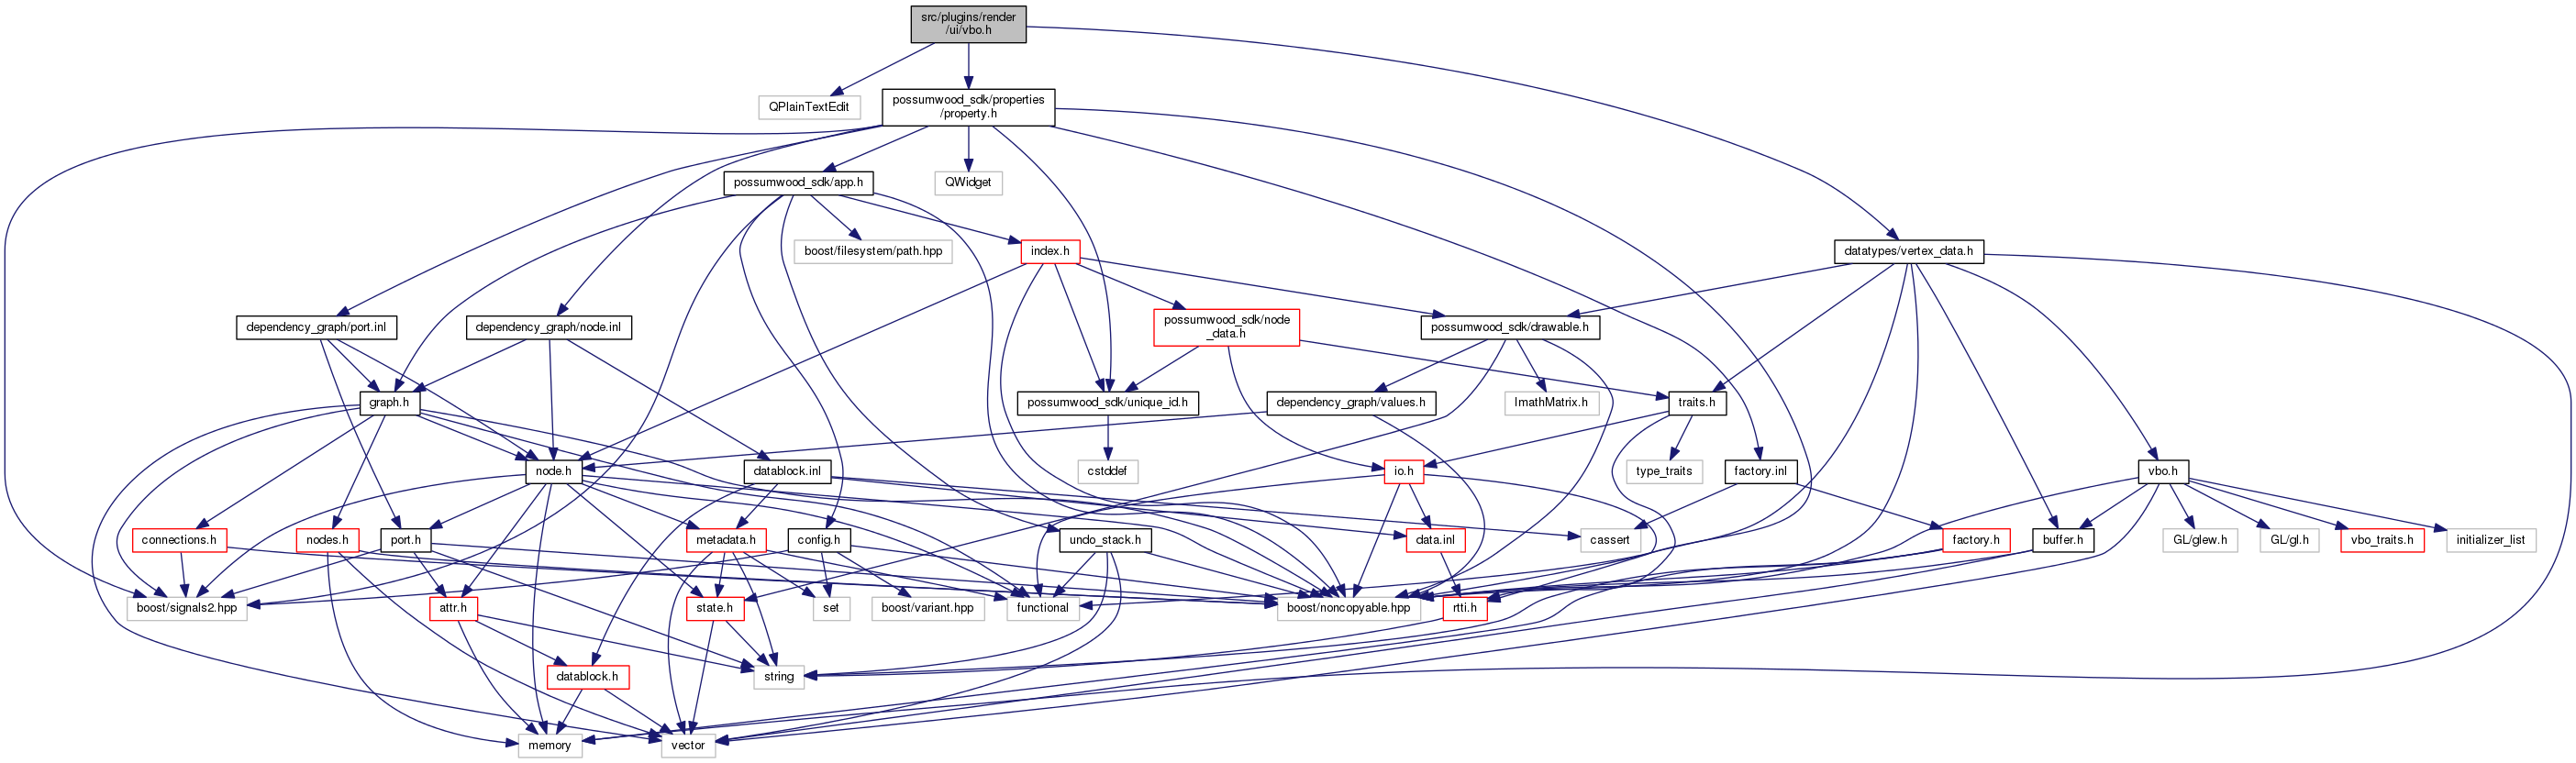 src/plugins/render
/ui/vbo.h
QPlainTextEdit
possumwood_sdk/properties
/property.h
possumwood_sdk/app.h
QWidget
boost/filesystem/path.hpp
index.h
datatypes/vertex_data.h
dependency_graph/port.inl
dependency_graph/node.inl
possumwood_sdk/node
_data.h
possumwood_sdk/drawable.h
graph.h
possumwood_sdk/unique_id.h
dependency_graph/values.h
ImathMatrix.h
traits.h
node.h
datablock.inl
cstddef
io.h
type_traits
factory.inl
vbo.h
connections.h
nodes.h
port.h
metadata.h
config.h
undo_stack.h
data.inl
cassert
factory.h
buffer.h
GL/glew.h
GL/gl.h
vbo_traits.h
initializer_list
boost/signals2.hpp
attr.h
state.h
set
boost/variant.hpp
functional
boost/noncopyable.hpp
rtti.h
datablock.h
string
memory
vector